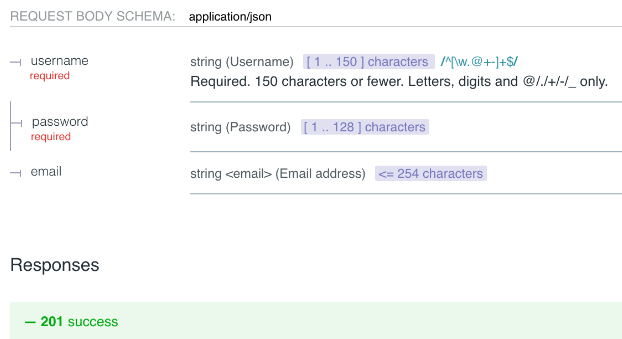 REQUEST BODY SCHEMA: application/json
username
required
string (Username) [ 1 .. 150 ] characters /^[\w.@+-]+$/
Required. 150 characters or fewer. Letters, digits and @/./+/-/_ only.
password
required
string (Password) [ 1 .. 128 ] characters
email
string <email> (Email address) <= 254 characters
Responses
— 201 success